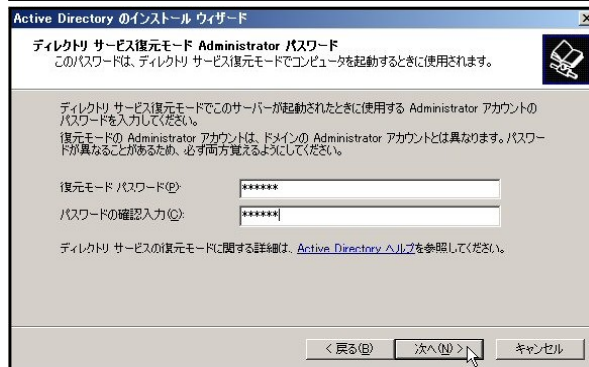 Active Directory のインストール ウィザード
ディレクトリ サービス復元モード Administrator パスワード
このパスワードは、ディレクトリ サービス復元モードでコンピュータを起動するときに使用されます。
ディレクトリ サービス復元モードでこのサーバーが起動されたときに使用する Administrator アカウントの
パスワードを入力してください。
復元モードの Administrator アカウントは、ドメインの Administrator アカウントとは異なります。パスワー
ドが異なることがあるため、必ず両方覚えるようにしてください。
復元モード パスワード(P): ******
パスワードの確認入力(C): ******
ディレクトリ サービスの復元モードに関する詳細は、Active Directory ヘルプを参照してください。
< 戻る(B) 次へ(N) > キャンセル